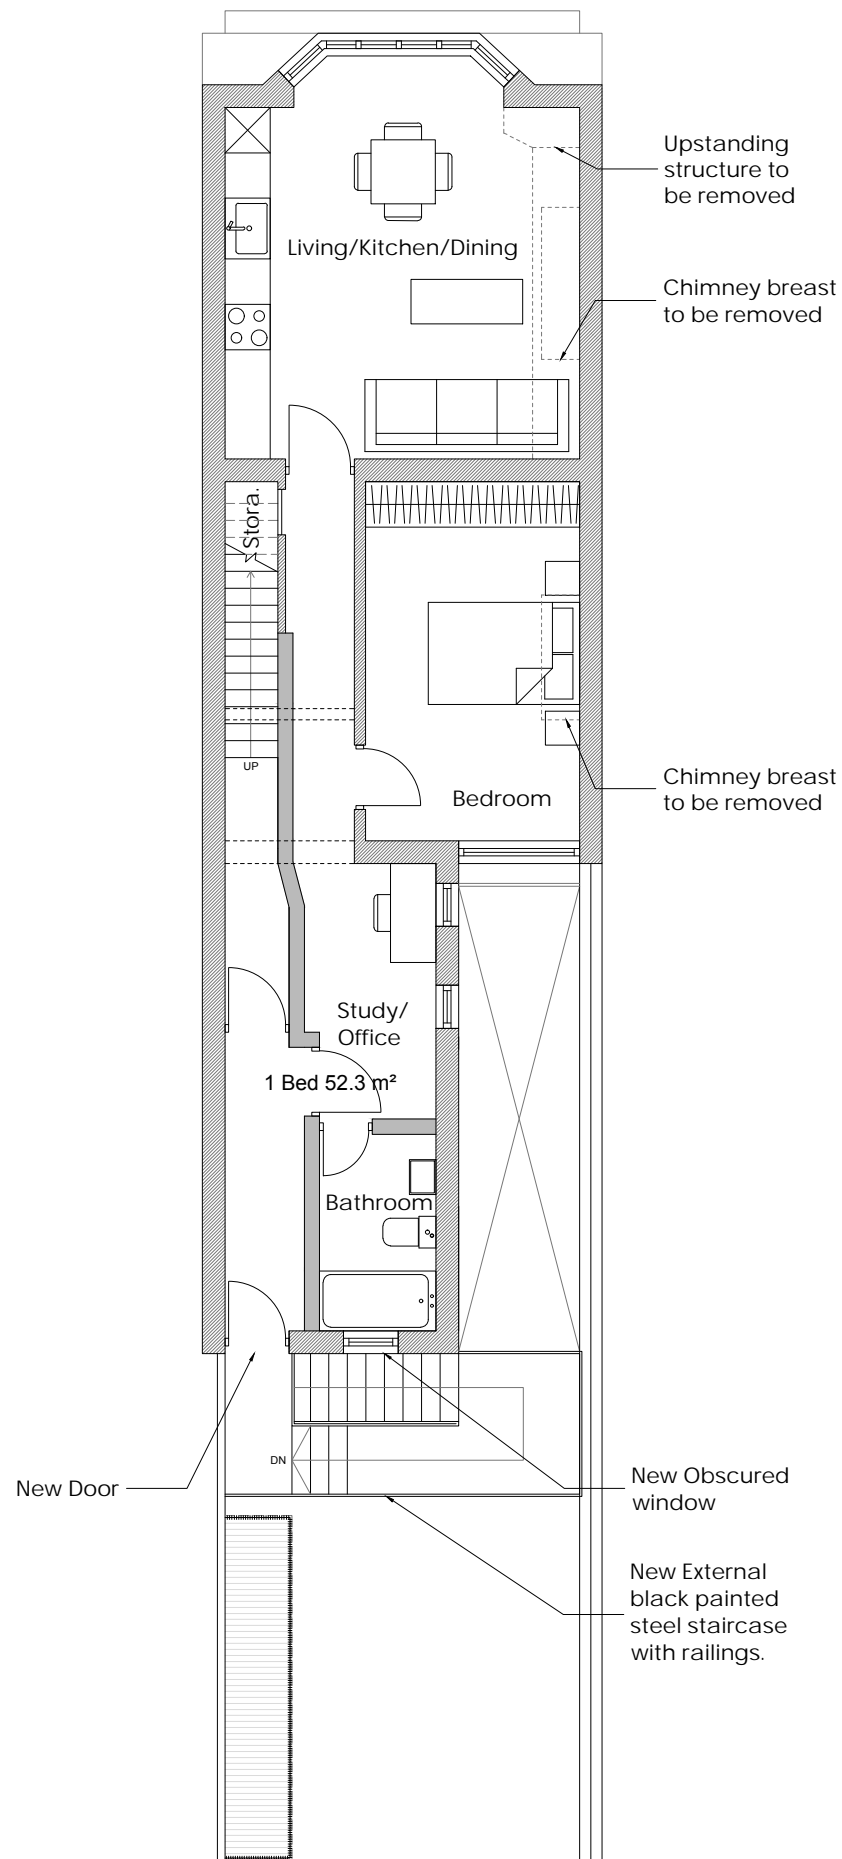 Upstanding
structure to
be removed
Living/Kitchen/Dining
Chimney breast
to be removed
Stora.
UP
Chimney breast
to be removed
Bedroom
Study/
Office
1 Bed 52.3 m²
Bathroom
DN
New Door
New Obscured
window
New External
black painted
steel staircase
with railings.